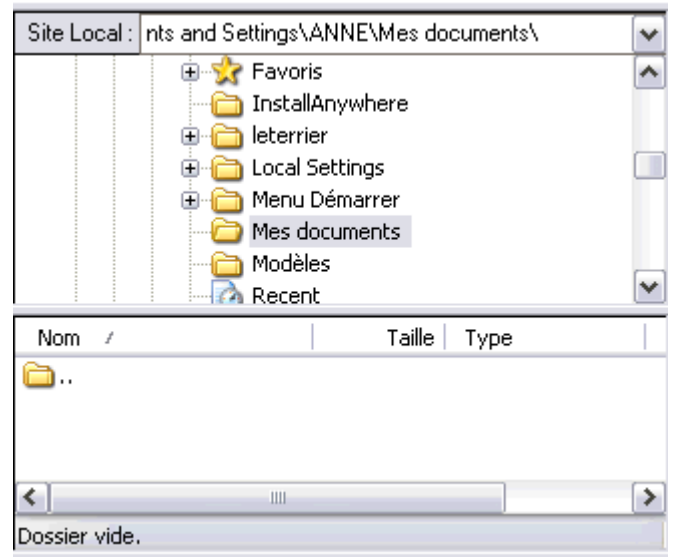 Site Local : nts and Settings\ANNE\Mes documents\
Favoris
InstallAnywhere
leterrier
Local Settings
Menu Démarrer
Mes documents
Modèles
Recent
Nom Taille Type
..
Dossier vide.